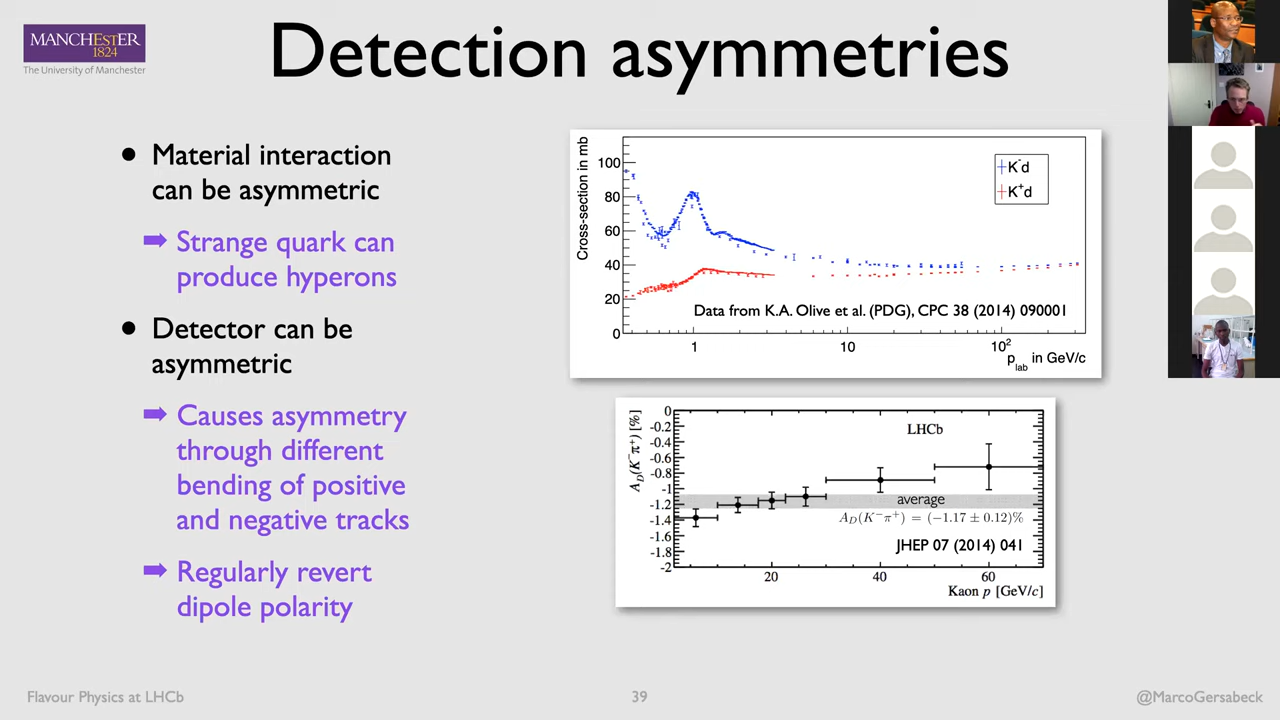 MANCHESTER
1824
The University of Manchester
Detection asymmetries
● Material interaction
can be asymmetric
➡ Strange quark can
produce hyperons
● Detector can be
asymmetric
➡ Causes asymmetry
through different
bending of positive
and negative tracks
➡ Regularly revert
dipole polarity
Cross-section in mb
100
80
60
40
20
0
K⁻d
K⁺d
Data from K.A. Olive et al. (PDG), CPC 38 (2014) 090001
1
10
10²
p_lab in GeV/c
A_D(K⁻π⁺) [%]
0
-0.2
-0.4
-0.6
-0.8
-1
-1.2
-1.4
-1.6
-1.8
-2
LHCb
average
A_D(K⁻π⁺) = (−1.17 ± 0.12)%
JHEP 07 (2014) 041
20
40
60
Kaon p [GeV/c]
Flavour Physics at LHCb
39
@MarcoGersabeck